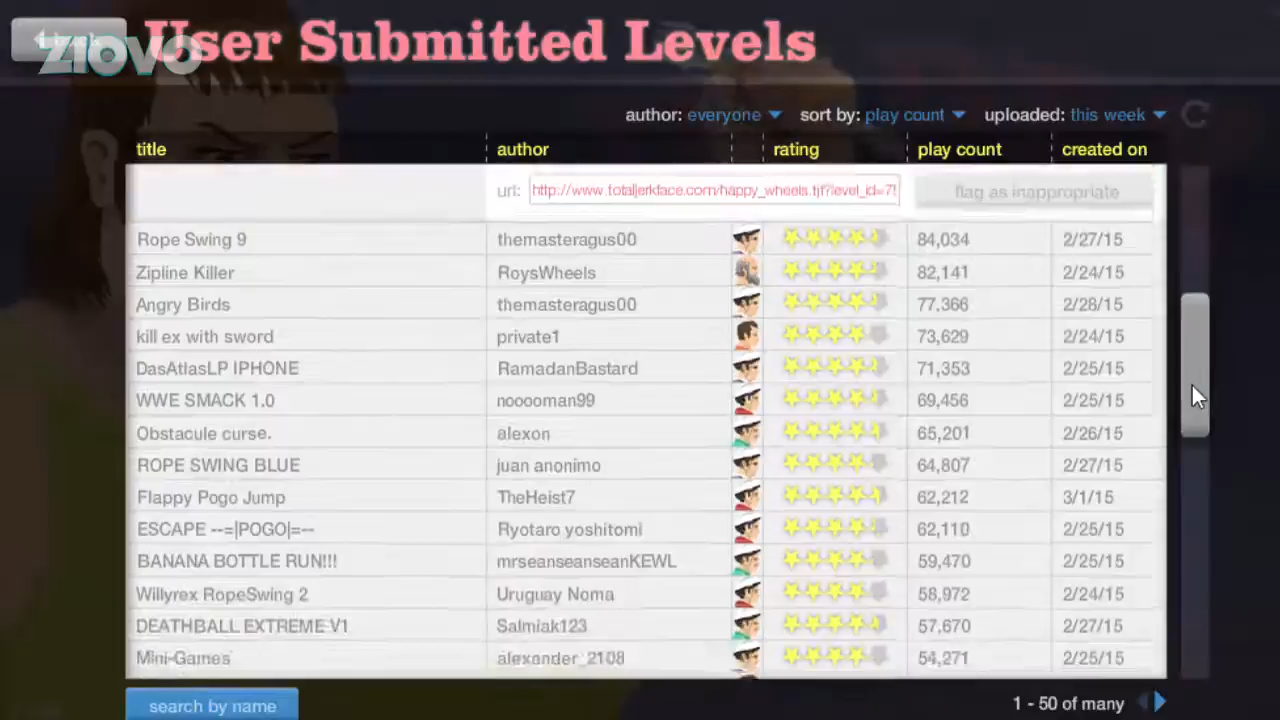 back
ZIOVO
User Submitted Levels
author: everyone sort by: play count uploaded: this week
title author rating play count created on
url: http://www.totaljerkface.com/happy_wheels.tjf?level_id=7 flag as inappropriate
Rope Swing 9 themasteragus00 84,034 2/27/15
Zipline Killer RoysWheels 82,141 2/24/15
Angry Birds themasteragus00 77,366 2/28/15
kill ex with sword private1 73,629 2/24/15
DasAtlasLP IPHONE RamadanBastard 71,353 2/25/15
WWE SMACK 1.0 noooman99 69,456 2/25/15
Obstacule curse. alexon 65,201 2/26/15
ROPE SWING BLUE juan anonimo 64,807 2/27/15
Flappy Pogo Jump TheHeist7 62,212 3/1/15
ESCAPE --=|POGO|=-- Ryotaro yoshitomi 62,110 2/25/15
BANANA BOTTLE RUN!!! mrseanseanseanKEWL 59,470 2/25/15
Willyrex RopeSwing 2 Uruguay Noma 58,972 2/24/15
DEATHBALL EXTREME V1 Salmiak123 57,670 2/27/15
Mini-Games alexander_2108 54,271 2/25/15
search by name 1 - 50 of many